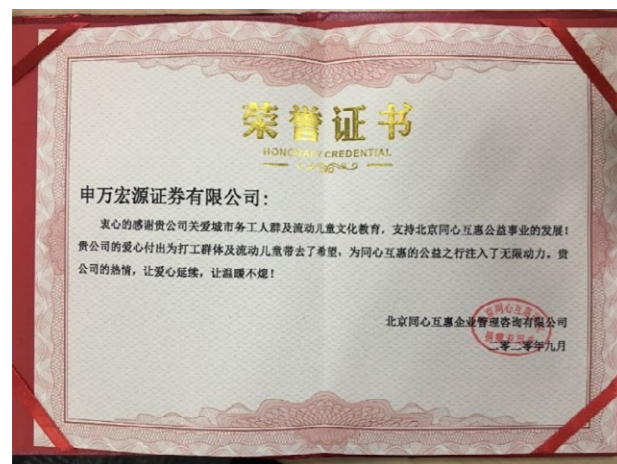 荣誉证书
HONORARY CREDENTIAL
申万宏源证券有限公司：
衷心的感谢贵公司关爱城市务工人群及流动儿童文化教育，支持北京同心互惠公益事业的发展！
贵公司的爱心付出为打工群体及流动儿童带去了希望，为同心互惠的公益之行注入了无限动力，贵
公司的热情，让爱心延续，让温暖不熄！
北京同心互惠企业管理咨询有限公司
二零二零年九月